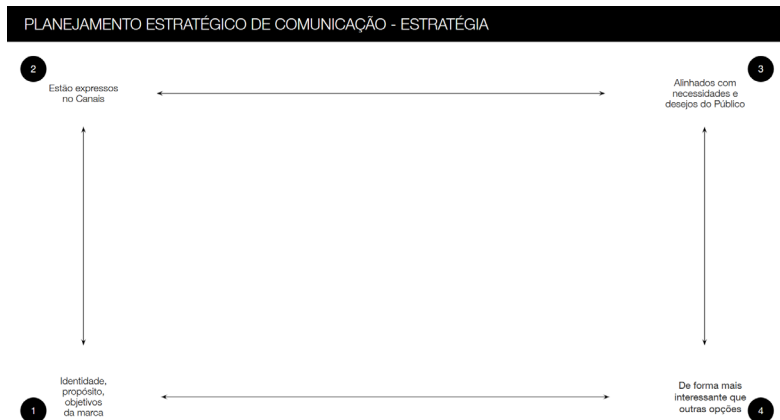 PLANEJAMENTO ESTRATÉGICO DE COMUNICAÇÃO - ESTRATÉGIA
2
Estão expressos
no Canais
3
Alinhados com
necessidades e
desejos do Público
1
Identidade,
propósito,
objetivos
da marca
De forma mais
interessante que
outras opções
4